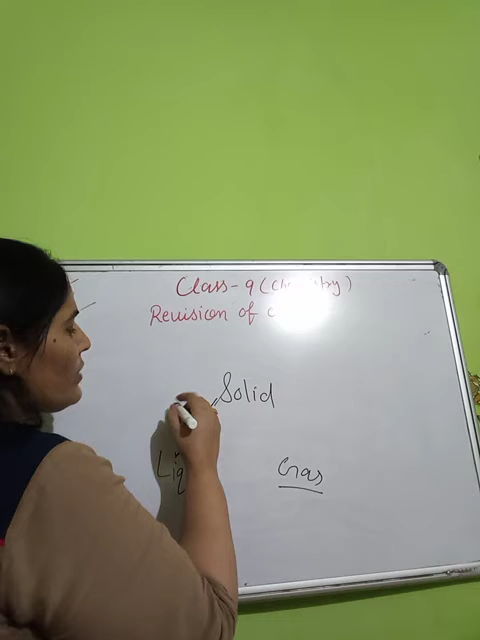 Class-9 (Chemistry)
Revision of
Solid
Liq
Gas